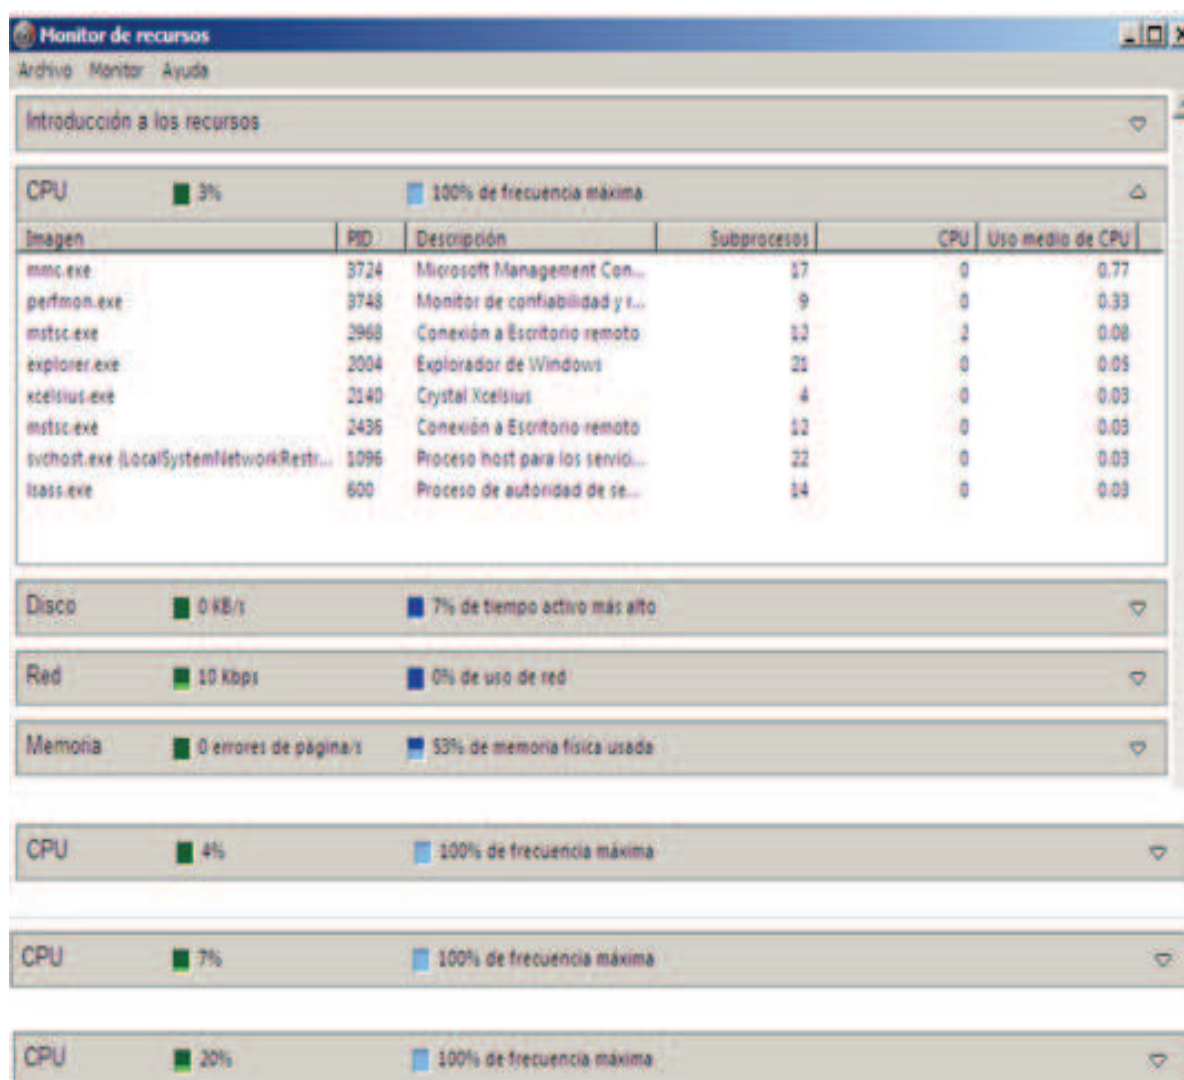 Monitor de recursos
Archivo Monitor Ayuda
Introducción a los recursos
CPU 3% 100% de frecuencia máxima
Imagen PID Descripción Subprocesos CPU Uso medio de CPU
mmc.exe 3724 Microsoft Management Con... 17 0 0.77
perfmon.exe 3748 Monitor de confiabilidad y r... 9 0 0.33
mstsc.exe 2968 Conexión a Escritorio remoto 12 2 0.08
explorer.exe 2004 Explorador de Windows 21 0 0.05
xcelsius.exe 2140 Crystal Xcelsius 4 0 0.03
mstsc.exe 2436 Conexión a Escritorio remoto 12 0 0.03
svchost.exe (LocalSystemNetworkRestr... 1096 Proceso host para los servici... 22 0 0.03
lsass.exe 600 Proceso de autoridad de se... 14 0 0.03
Disco 0 KB/s 7% de tiempo activo más alto
Red 10 Kbps 0% de uso de red
Memoria 0 errores de página/s 53% de memoria física usada
CPU 4% 100% de frecuencia máxima
CPU 7% 100% de frecuencia máxima
CPU 20% 100% de frecuencia máxima